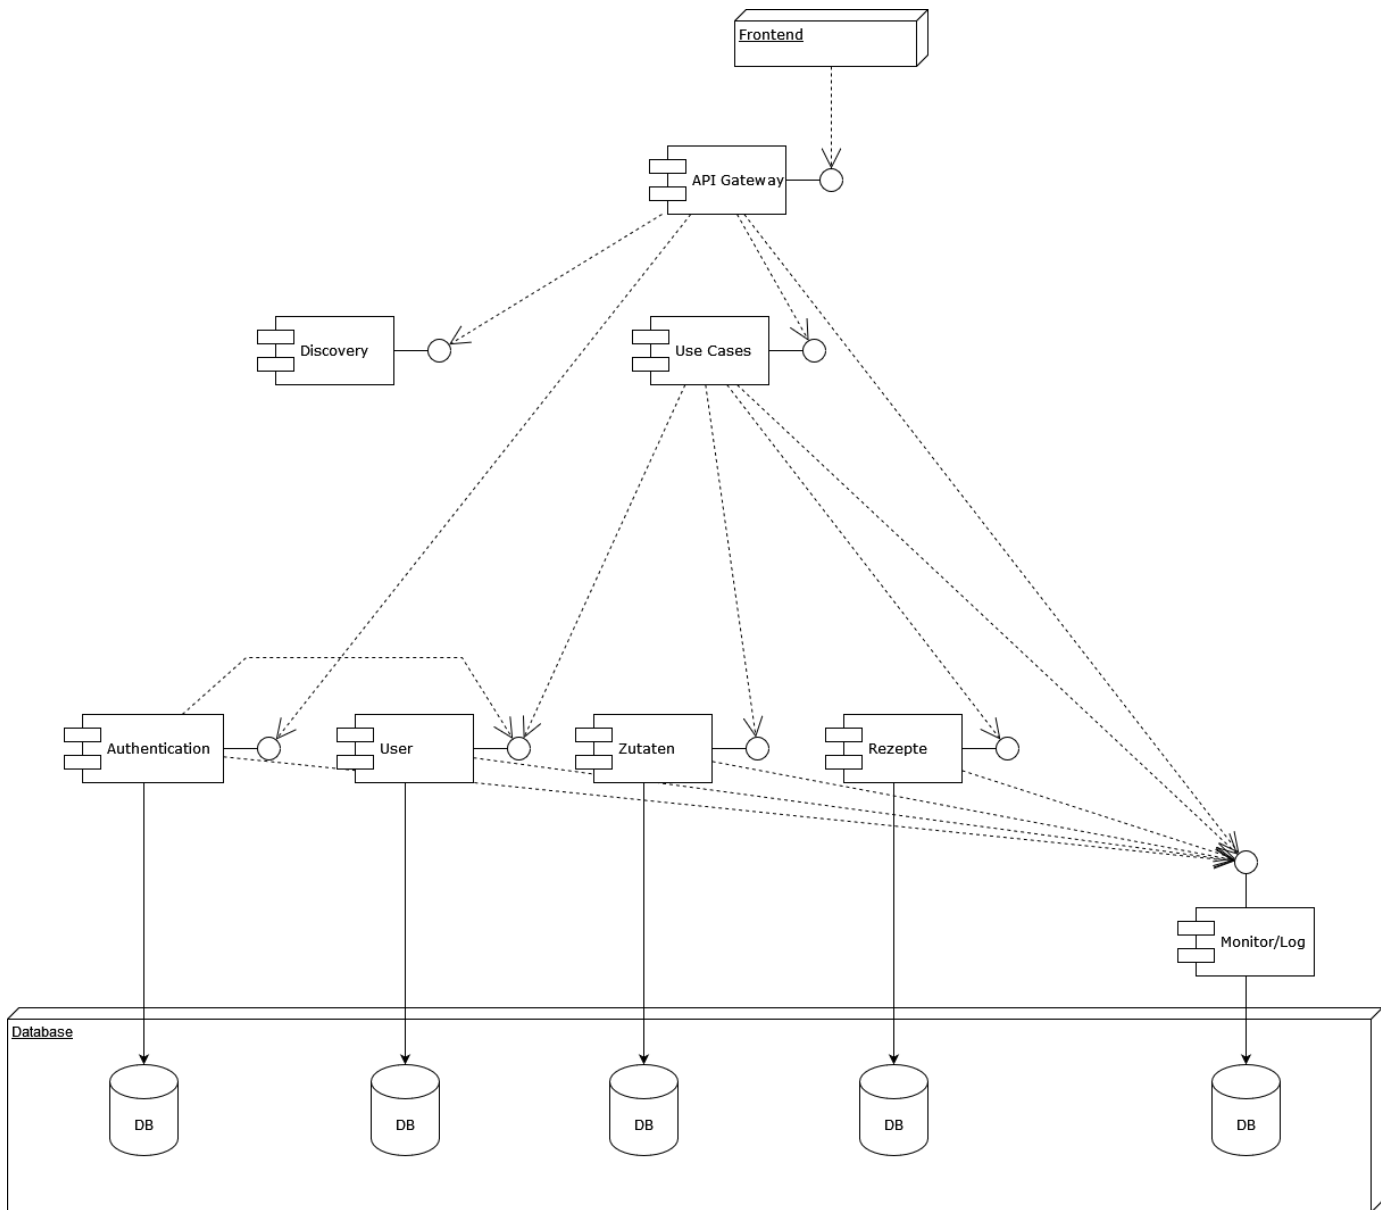 Frontend
API Gateway
Discovery
Use Cases
Authentication
User
Zutaten
Rezepte
Monitor/Log
Database
DB
DB
DB
DB
DB